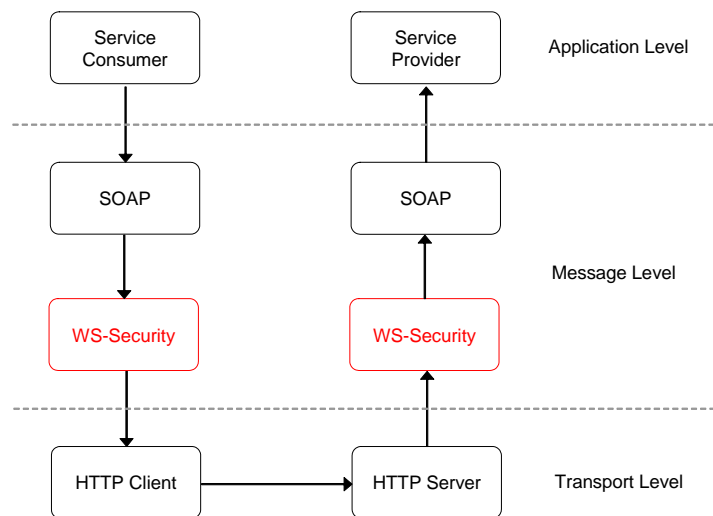 Service
Consumer
Service
Provider
Application Level
SOAP
SOAP
Message Level
WS-Security
WS-Security
HTTP Client
HTTP Server
Transport Level